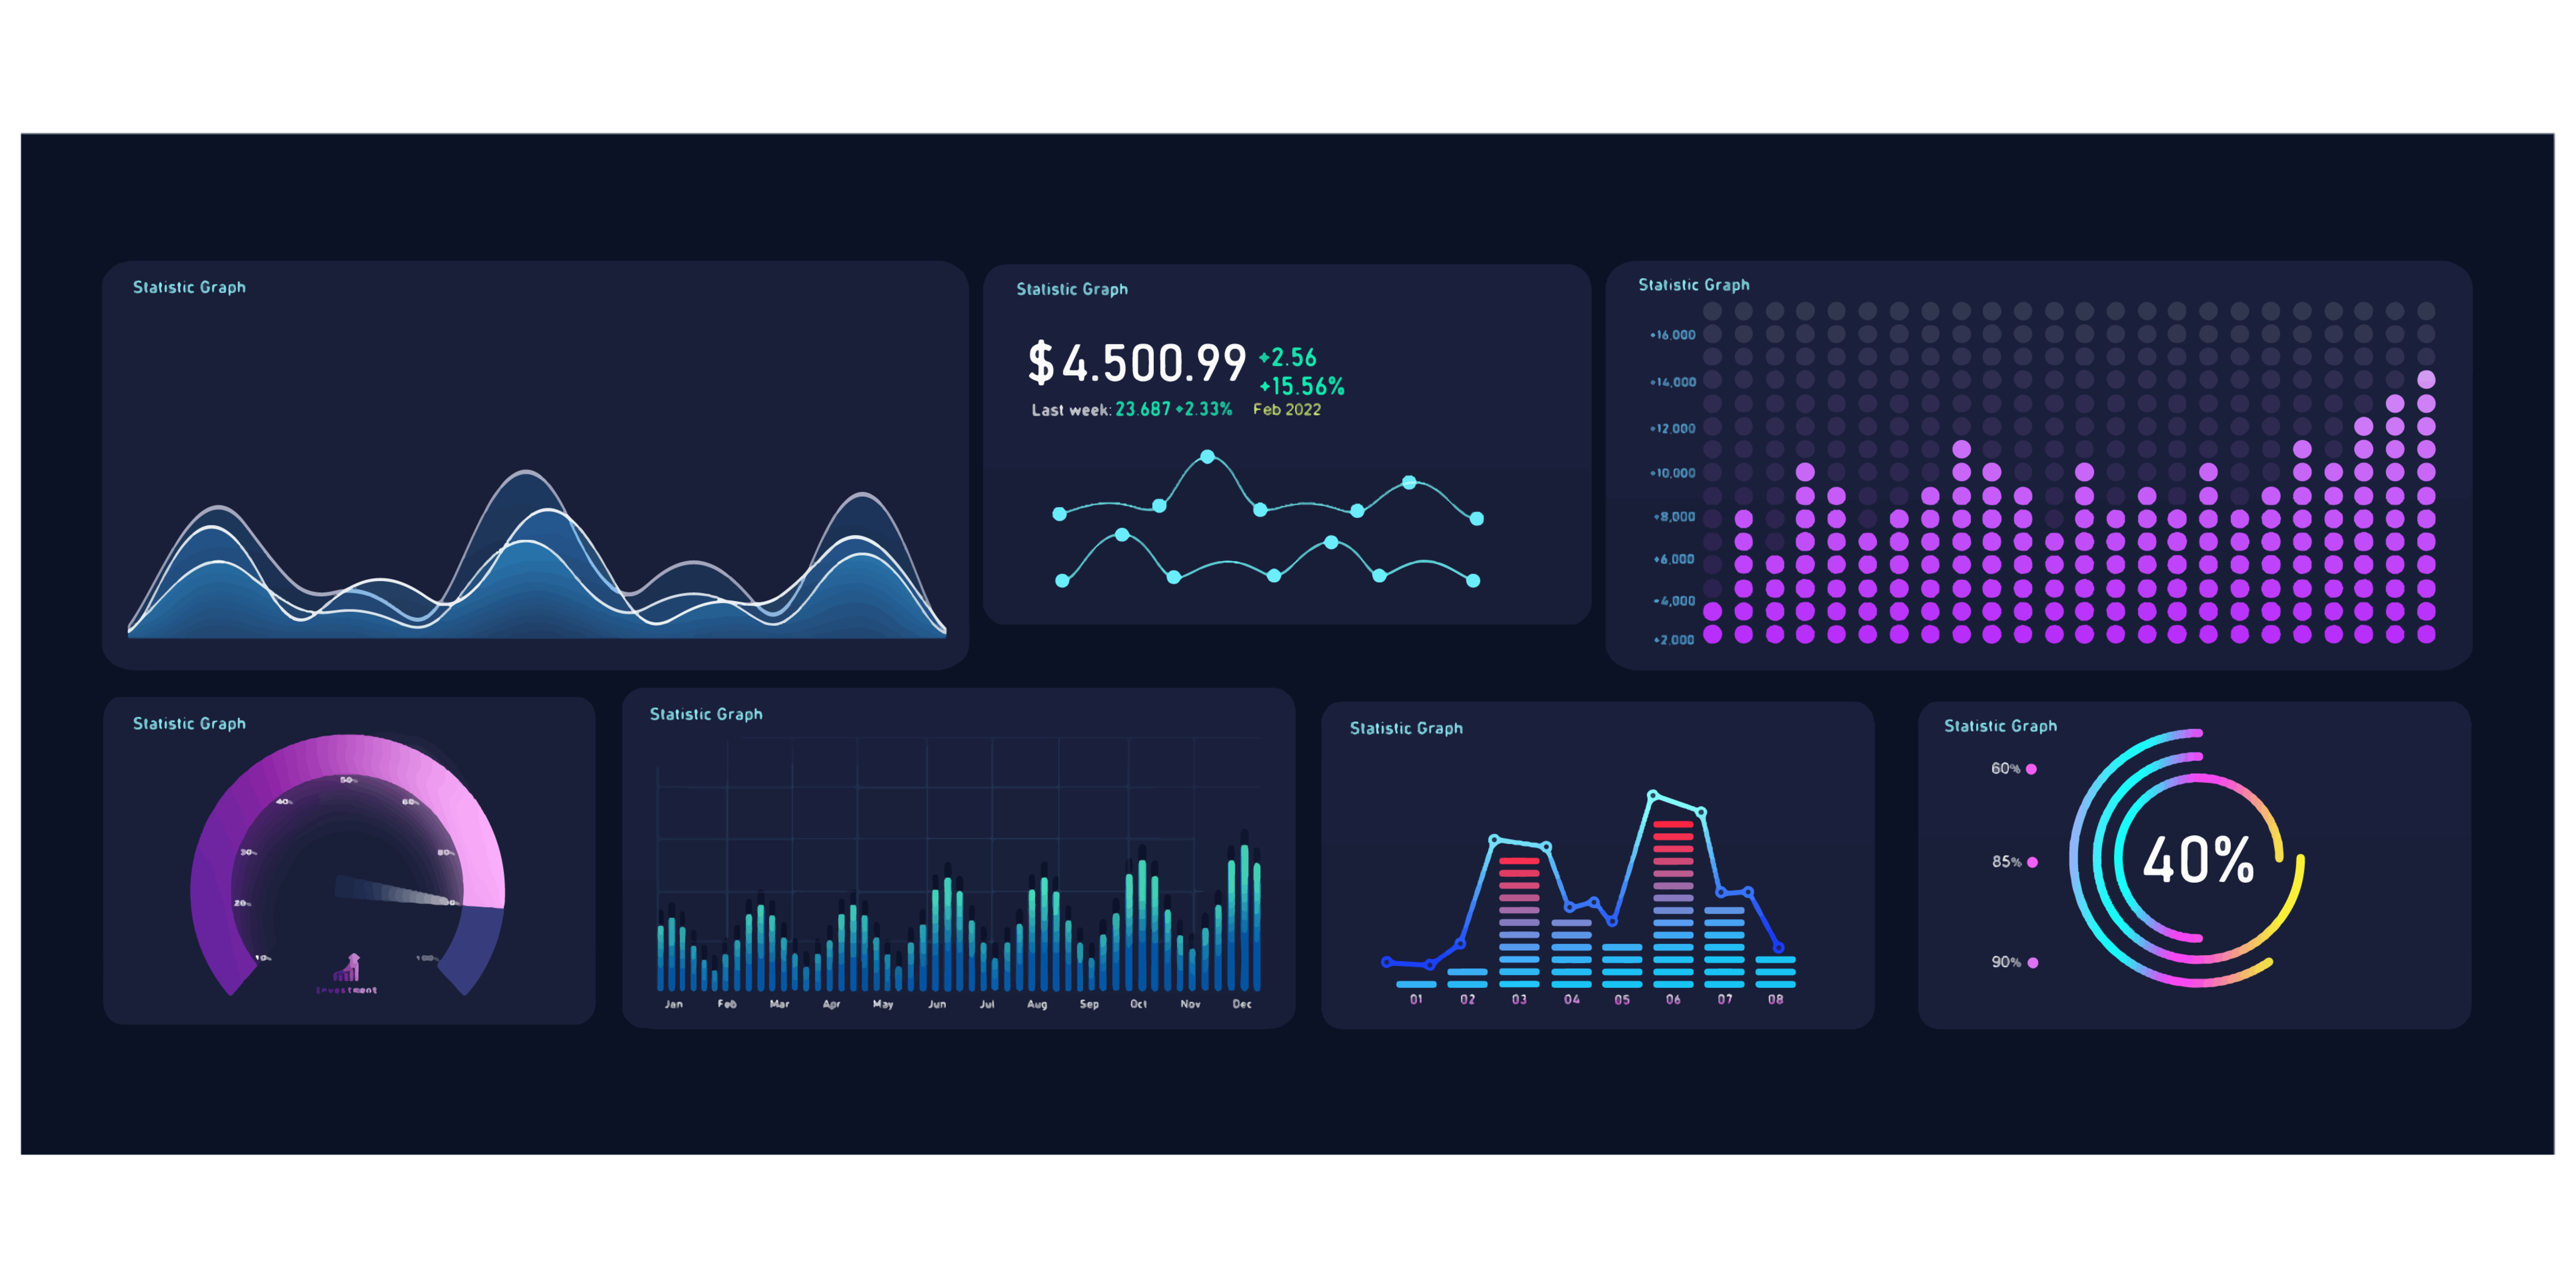 Statistic Graph
Statistic Graph
$4.500.99
+2.56
+15.56%
Last week: 23.687 +2.33% Feb 2022
Statistic Graph
+16,000
+14,000
+12,000
+10,000
+8,000
+6,000
+4,000
+2,000
Statistic Graph
50%
40%
60%
30%
80%
20%
10%
100%
Investment
Statistic Graph
Jan Feb Mar Apr May Jun Jul Aug Sep Oct Nov Dec
Statistic Graph
01 02 03 04 05 06 07 08
Statistic Graph
60%
85%
90%
40%